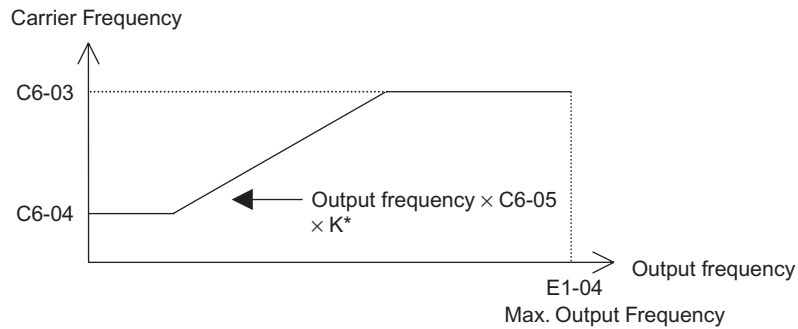 Carrier Frequency
C6-03
C6-04
Output frequency × C6-05
× K*
Output frequency
E1-04
Max. Output Frequency